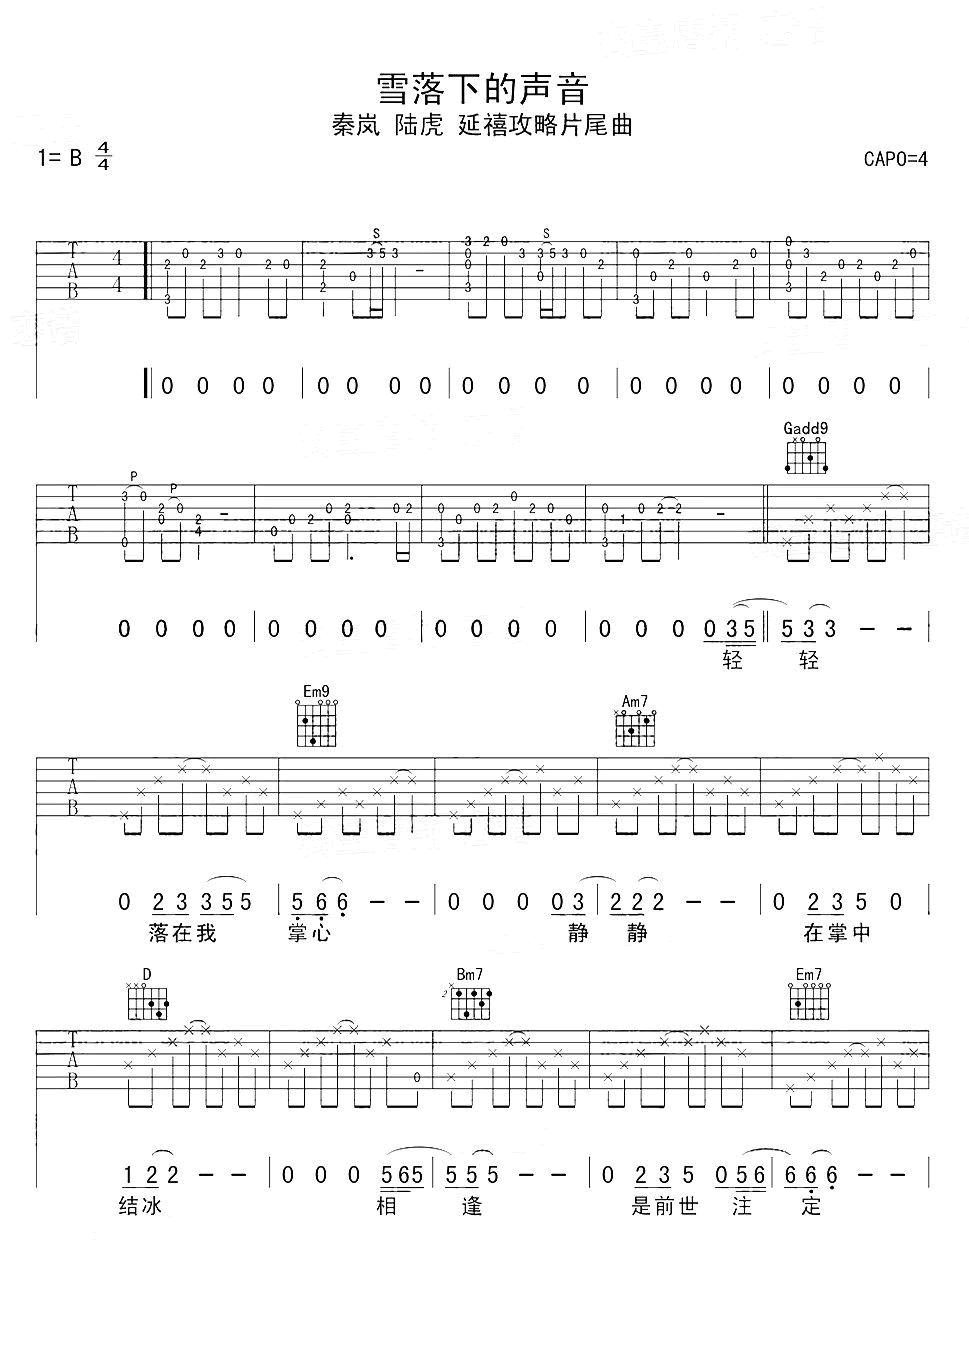 雪落下的声音
秦岚 陆虎 延禧攻略片尾曲
1= B 4/4 CAPO=4
S S
T A B 4 4
0 0 0 0 0 0 0 0 0 0 0 0 0 0 0 0 0 0 0 0
Gadd9
P P
T A B
0 0 0 0 0 0 0 0 0 0 0 0 0 0 0 0 3 5 5 3 3 - -
轻 轻
Em9 Am7
T A B
0 2 3 3 5 5 5 6 6 - - 0 0 0 0 3 2 2 2 - - 0 2 3 5 0
落在我 掌心 静 静 在掌中
D Bm7 Em7
2
T A B
1 2 2 - - 0 0 0 5 6 5 5 5 5 - - 0 2 3 5 0 5 6 6 6 6 - -
结冰 相 逢 是前世 注 定